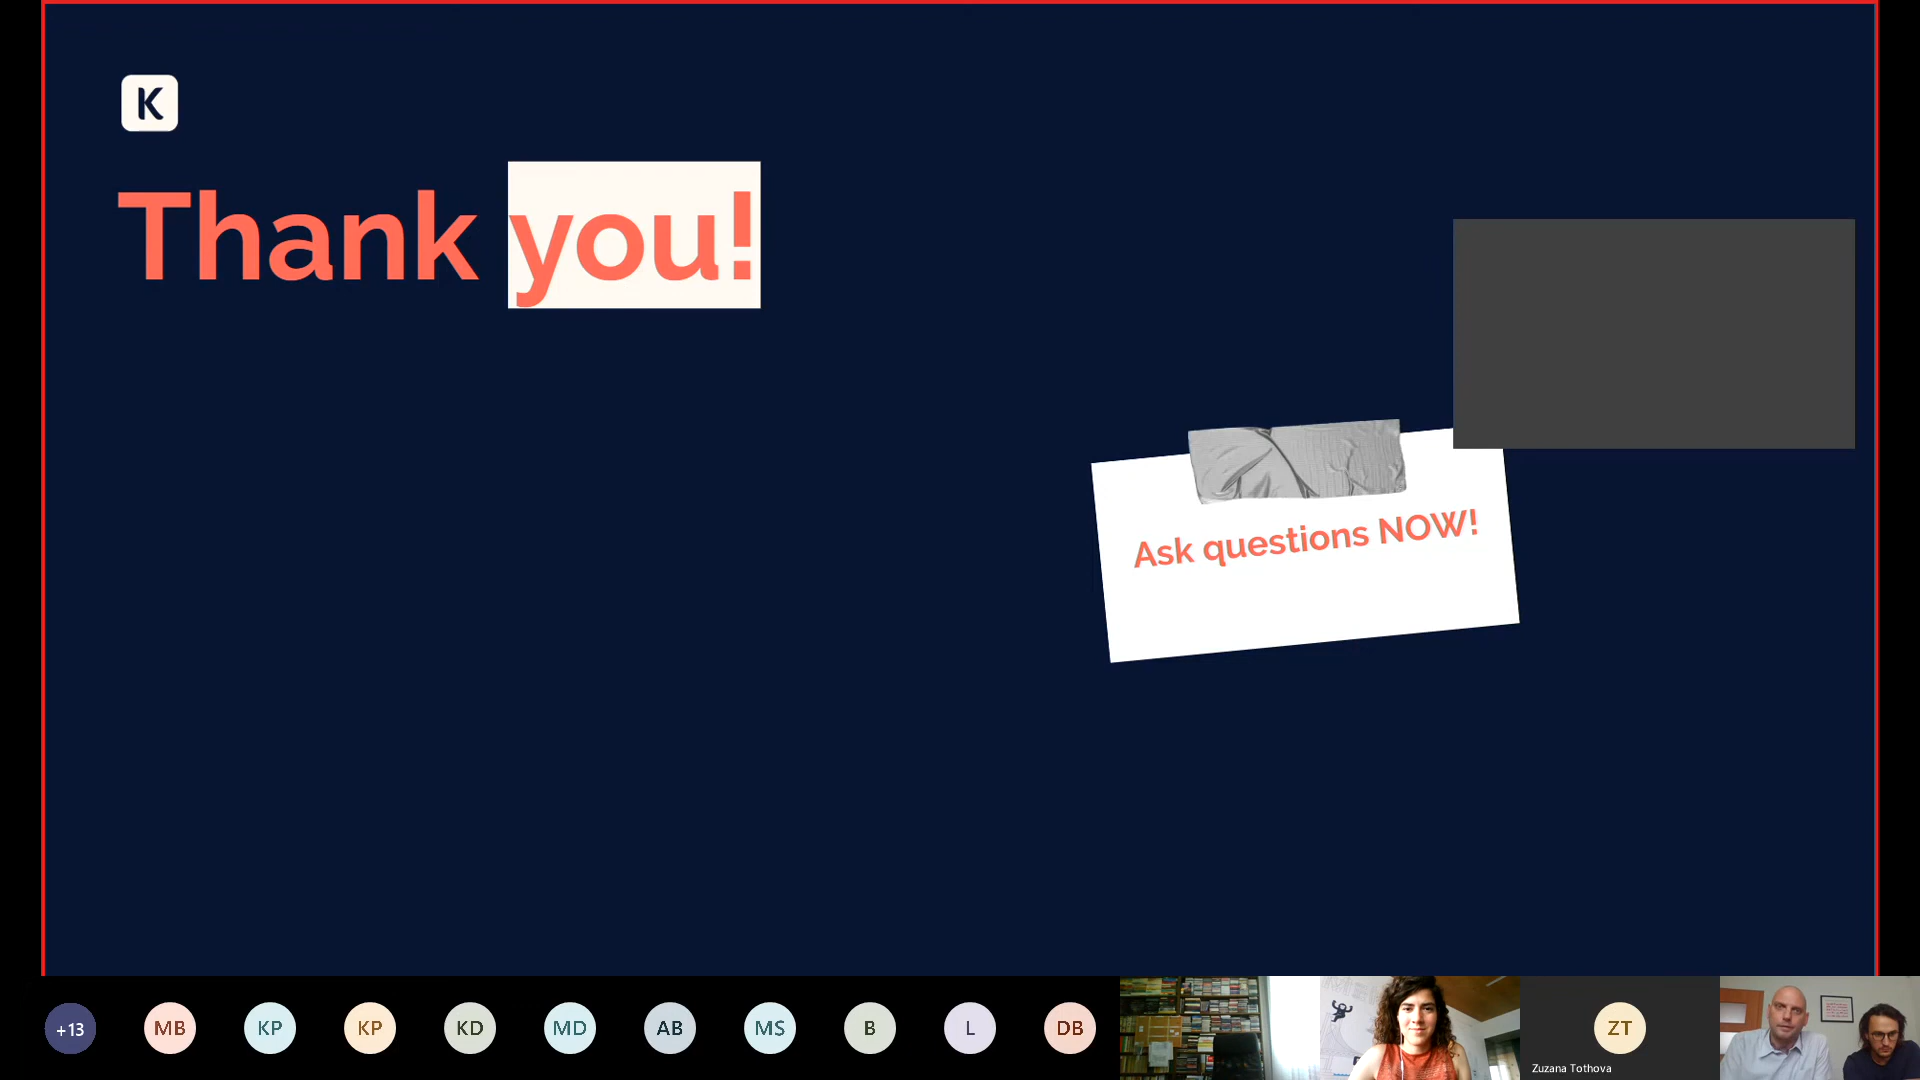 K
Thank you!
Ask questions NOW!
+13
MB
KP
KP
KD
MD
AB
MS
B
L
DB
ZT
Zuzana Tothova